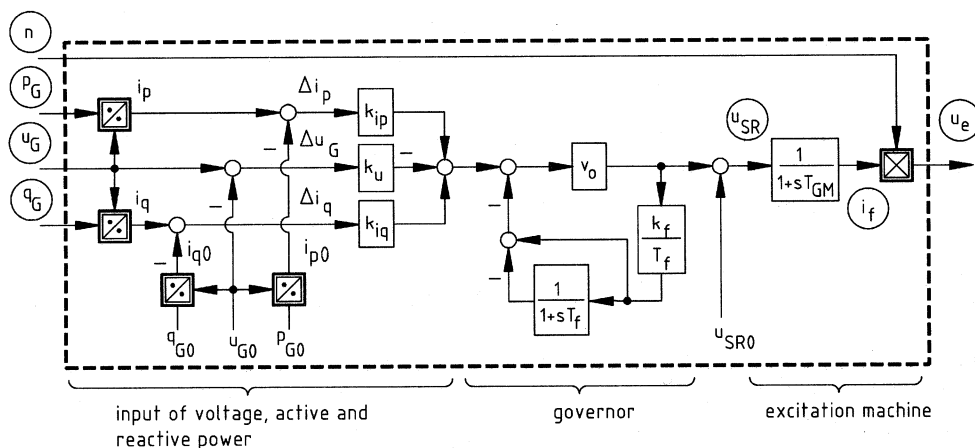 n
p_G
u_G
q_G
i_p
i_q
i_q0
Δi_p
Δu_G
Δi_q
i_p0
q_G0
u_G0
p_G0
k_ip
k_u
k_iq
−
−
−
−
−
−
v_o
k_f
T_f
1
1+sT_f
u_SR
u_SR0
1
1+sT_GM
i_f
u_e
input of voltage, active and
reactive power
governor
excitation machine